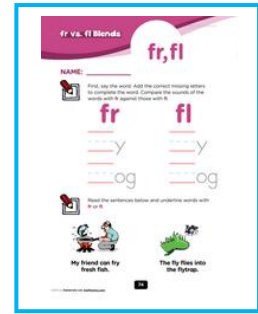 fr vs. fl Blends
fr,fl
NAME:
First, say the word. Add the correct missing letters
to complete the word. Compare the sounds of the
words with fr against those with fl.
fr fl
y y
og og
Read the sentences below and underline words with
fr or fl.
My friend can fry The fly flies into
fresh fish. the flytrap.
74